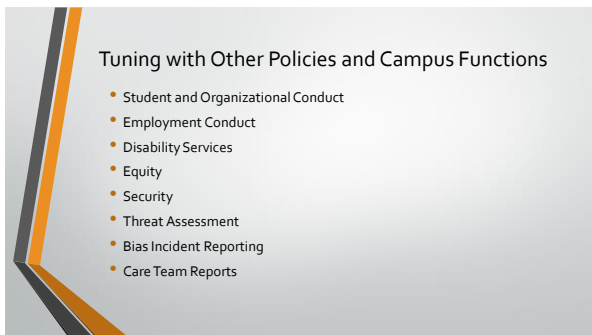 Tuning with Other Policies and Campus Functions
• Student and Organizational Conduct
• Employment Conduct
• Disability Services
• Equity
• Security
• Threat Assessment
• Bias Incident Reporting
• Care Team Reports